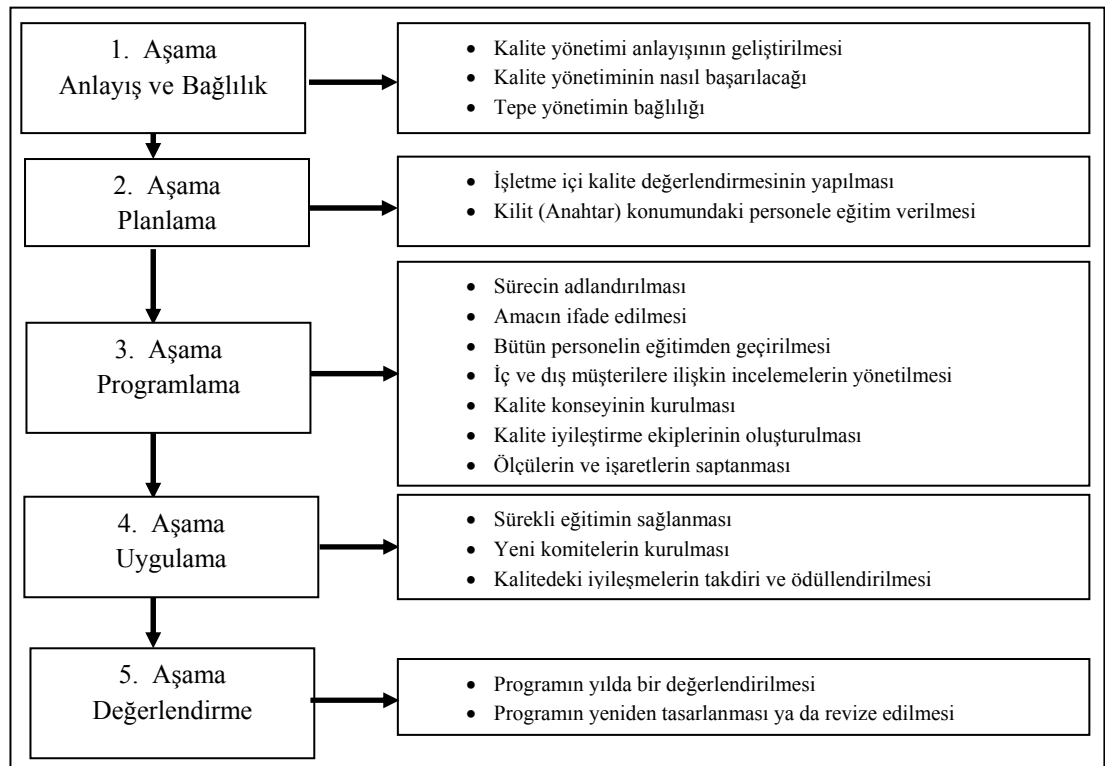 1. Aşama
Anlayış ve Bağlılık
• Kalite yönetimi anlayışının geliştirilmesi
• Kalite yönetiminin nasıl başarılacağı
• Tepe yönetimin bağlılığı
2. Aşama
Planlama
• İşletme içi kalite değerlendirmesinin yapılması
• Kilit (Anahtar) konumundaki personele eğitim verilmesi
3. Aşama
Programlama
• Sürecin adlandırılması
• Amacın ifade edilmesi
• Bütün personelin eğitimden geçirilmesi
• İç ve dış müşterilere ilişkin incelemelerin yönetilmesi
• Kalite konseyinin kurulması
• Kalite iyileştirme ekiplerinin oluşturulması
• Ölçülerin ve işaretlerin saptanması
4. Aşama
Uygulama
• Sürekli eğitimin sağlanması
• Yeni komitelerin kurulması
• Kalitedeki iyileşmelerin takdiri ve ödüllendirilmesi
5. Aşama
Değerlendirme
• Programın yılda bir değerlendirilmesi
• Programın yeniden tasarlanması ya da revize edilmesi